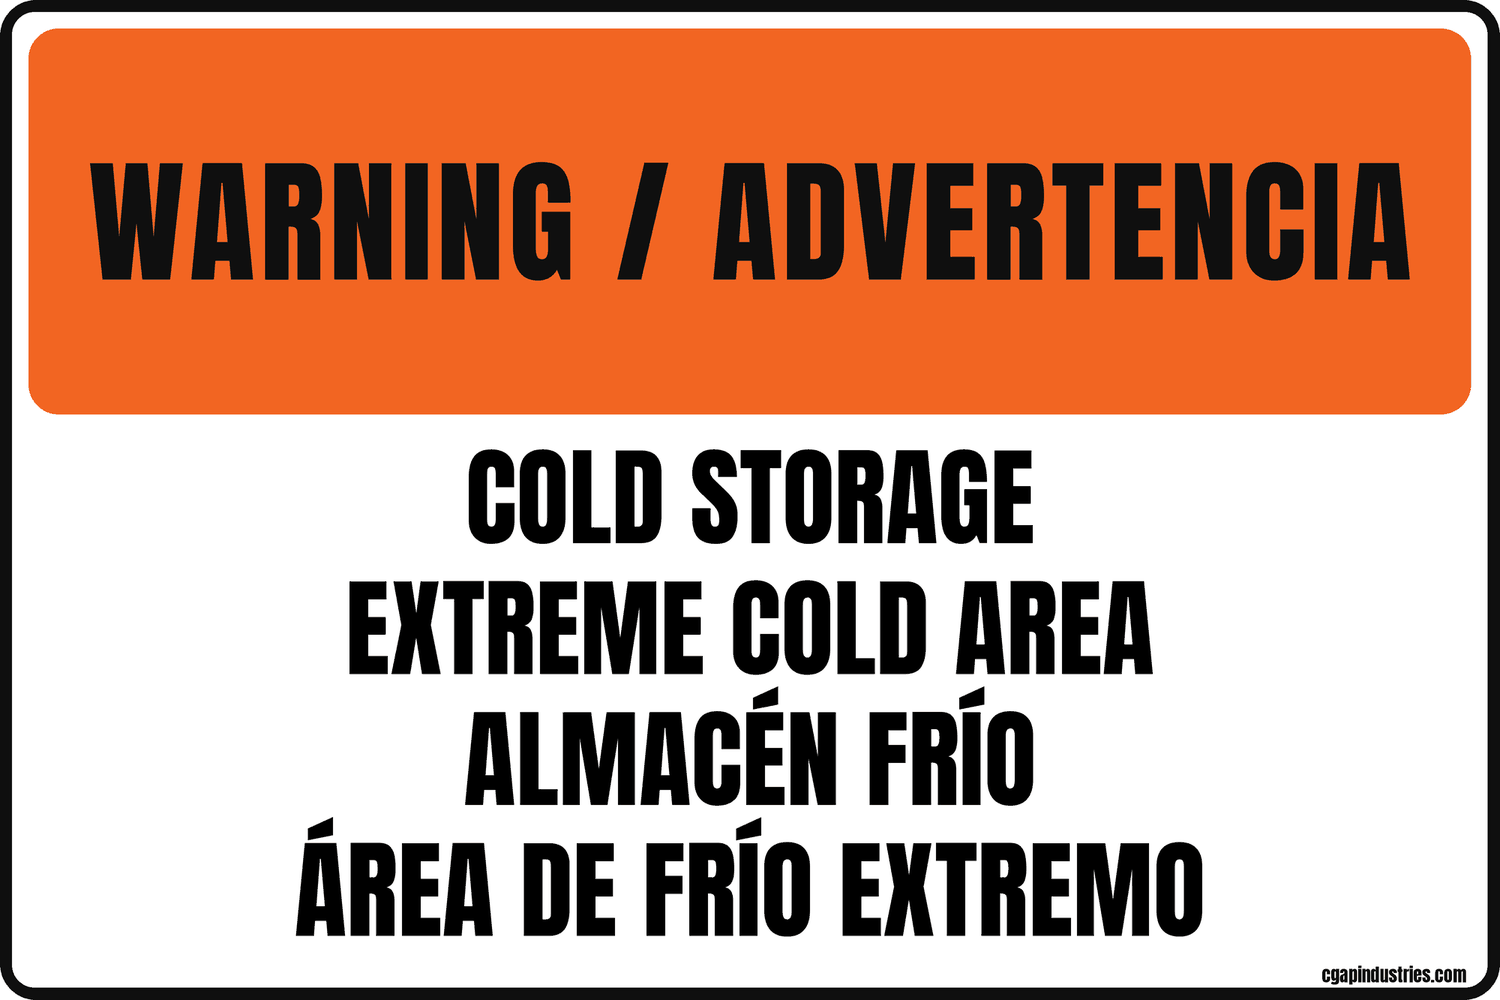 WARNING / ADVERTENCIA
COLD STORAGE
EXTREME COLD AREA
ALMACÉN FRÍO
ÁREA DE FRÍO EXTREMO
cgapindustries.com